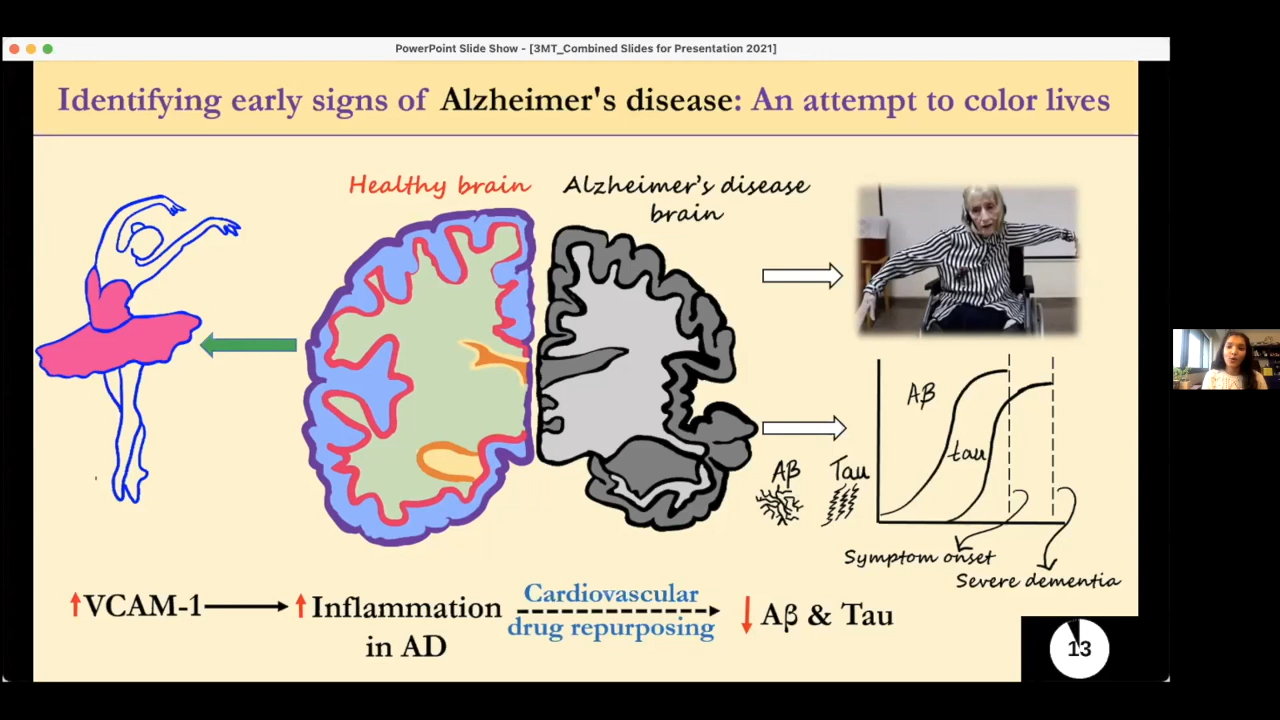 PowerPoint Slide Show - [3MT_Combined Slides for Presentation 2021]
Identifying early signs of Alzheimer's disease: An attempt to color lives
Healthy brain
Alzheimer's disease
brain
Aβ
tau
Aβ
Tau
Symptom onset
Severe dementia
↑VCAM-1
↑Inflammation
in AD
Cardiovascular
drug repurposing
↓ Aβ & Tau
13